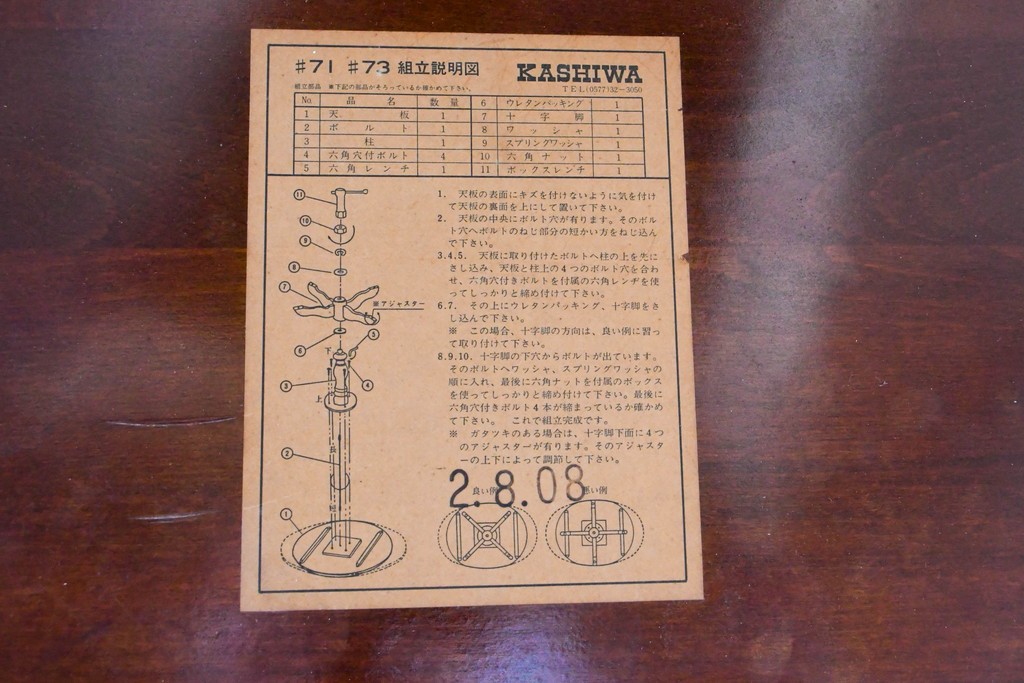 #71 #73 組立説明図
KASHIWA
TEL(0577)32-3050
組立部品 ※下記の部品がそろっているか確かめて下さい。
No. 品名 数量
1 天板 1
2 ボルト 1
3 柱 1
4 六角穴付ボルト 4
5 六角レンチ 1
6 ウレタンパッキング 1
7 十字脚 1
8 ワッシャ 1
9 スプリングワッシャ 1
10 六角ナット 1
11 ボックスレンチ 1
1. 天板の表面にキズを付けないように気を付け
て天板の裏面を上にして置いて下さい。
2. 天板の中央にボルト穴が有ります。そのボル
ト穴へボルトのねじ部分の短かい方をねじ込ん
で下さい。
3.4.5. 天板に取り付けたボルトへ柱の上を先に
さし込み、天板と柱上の4つのボルト穴を合わ
せ、六角穴付きボルトを付属の六角レンヂを使
ってしっかりと締め付けて下さい。
6.7. その上にウレタンパッキング、十字脚をさ
し込んで下さい。
※ この場合、十字脚の方向は、良い例に習っ
て取り付けて下さい。
8.9.10. 十字脚の下穴からボルトが出ています。
そのボルトへワッシャ、スプリングワッシャの
順に入れ、最後に六角ナットを付属のボックス
を使ってしっかりと締め付けて下さい。最後に
六角穴付きボルト4本が締まっているか確かめ
て下さい。 これで組立完成です。
※ ガタツキのある場合は、十字脚下面に4つ
のアジャスターが有ります。そのアジャスタ
ーの上下によって調節して下さい。
2.8.08
良い例 悪い例
⑪
⑩
⑨
⑧
⑦
※アジャスター
⑥ ⑤
下
③ ④
上
長
②
短
①